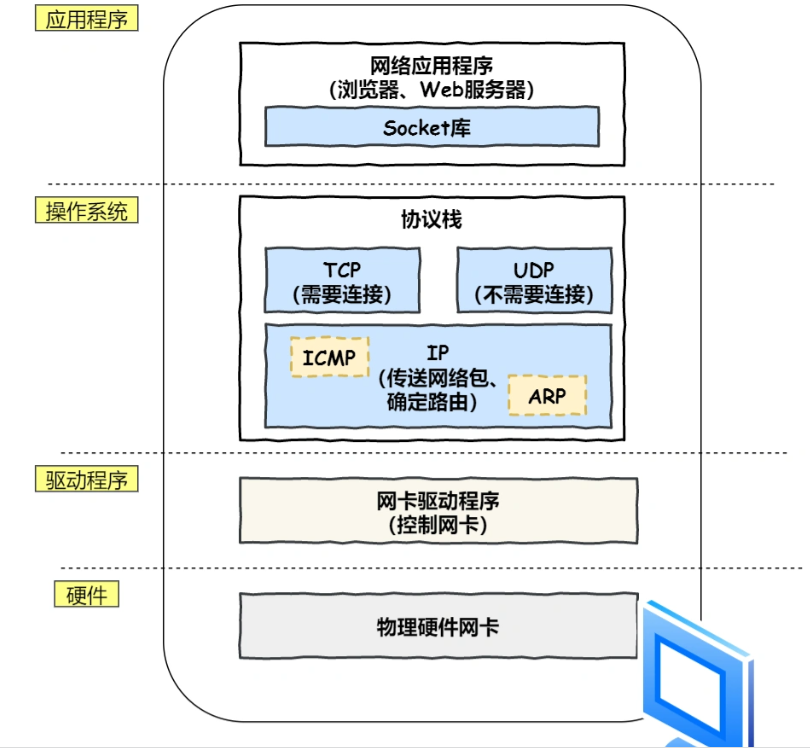 应用程序
网络应用程序
(浏览器、Web服务器)
Socket库
操作系统
协议栈
TCP
(需要连接)
UDP
(不需要连接)
ICMP
IP
(传送网络包、
确定路由)
ARP
驱动程序
网卡驱动程序
(控制网卡)
硬件
物理硬件网卡